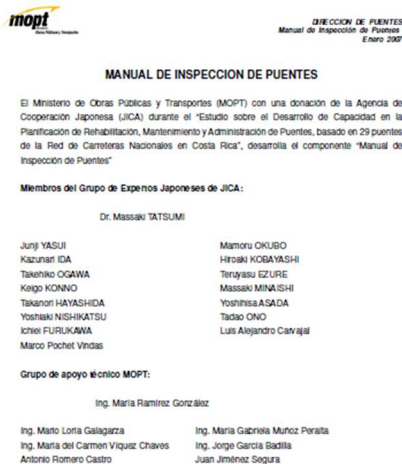 mopt
DIRECCION DE PUENTES
Manual de Inspección de Puentes
Enero 2007
MANUAL DE INSPECCION DE PUENTES
El Ministerio de Obras Públicas y Transportes (MOPT) con una donación de la Agencia de
Cooperación Japonesa (JICA) durante el “Estudio sobre el Desarrollo de Capacidad en la
Planificación de Rehabilitación, Mantenimiento y Administración de Puentes, basado en 29 puentes
de la Red de Carreteras Nacionales en Costa Rica”, desarrolla el componente “Manual de
Inspección de Puentes”
Miembros del Grupo de Expertos Japoneses de JICA:
Dr. Massaki TATSUMI
Junji YASUI
Kazunari IDA
Takehiko OGAWA
Keigo KONNO
Takanori HAYASHIDA
Yoshiaki NISHIKATSU
Ichiei FURUKAWA
Marco Pochet Vindas
Mamoru OKUBO
Hiroaki KOBAYASHI
Teruyasu EZURE
Massaki MINAISHI
Yoshihisa ASADA
Tadao ONO
Luis Alejandro Carvajal
Grupo de apoyo técnico MOPT:
Ing. María Ramírez González
Ing. Mario Loría Galagarza
Ing. María del Carmen Víquez Chaves
Antonio Romero Castro
Ing. María Gabriela Muñoz Peralta
Ing. Jorge García Badilla
Juan Jiménez Segura